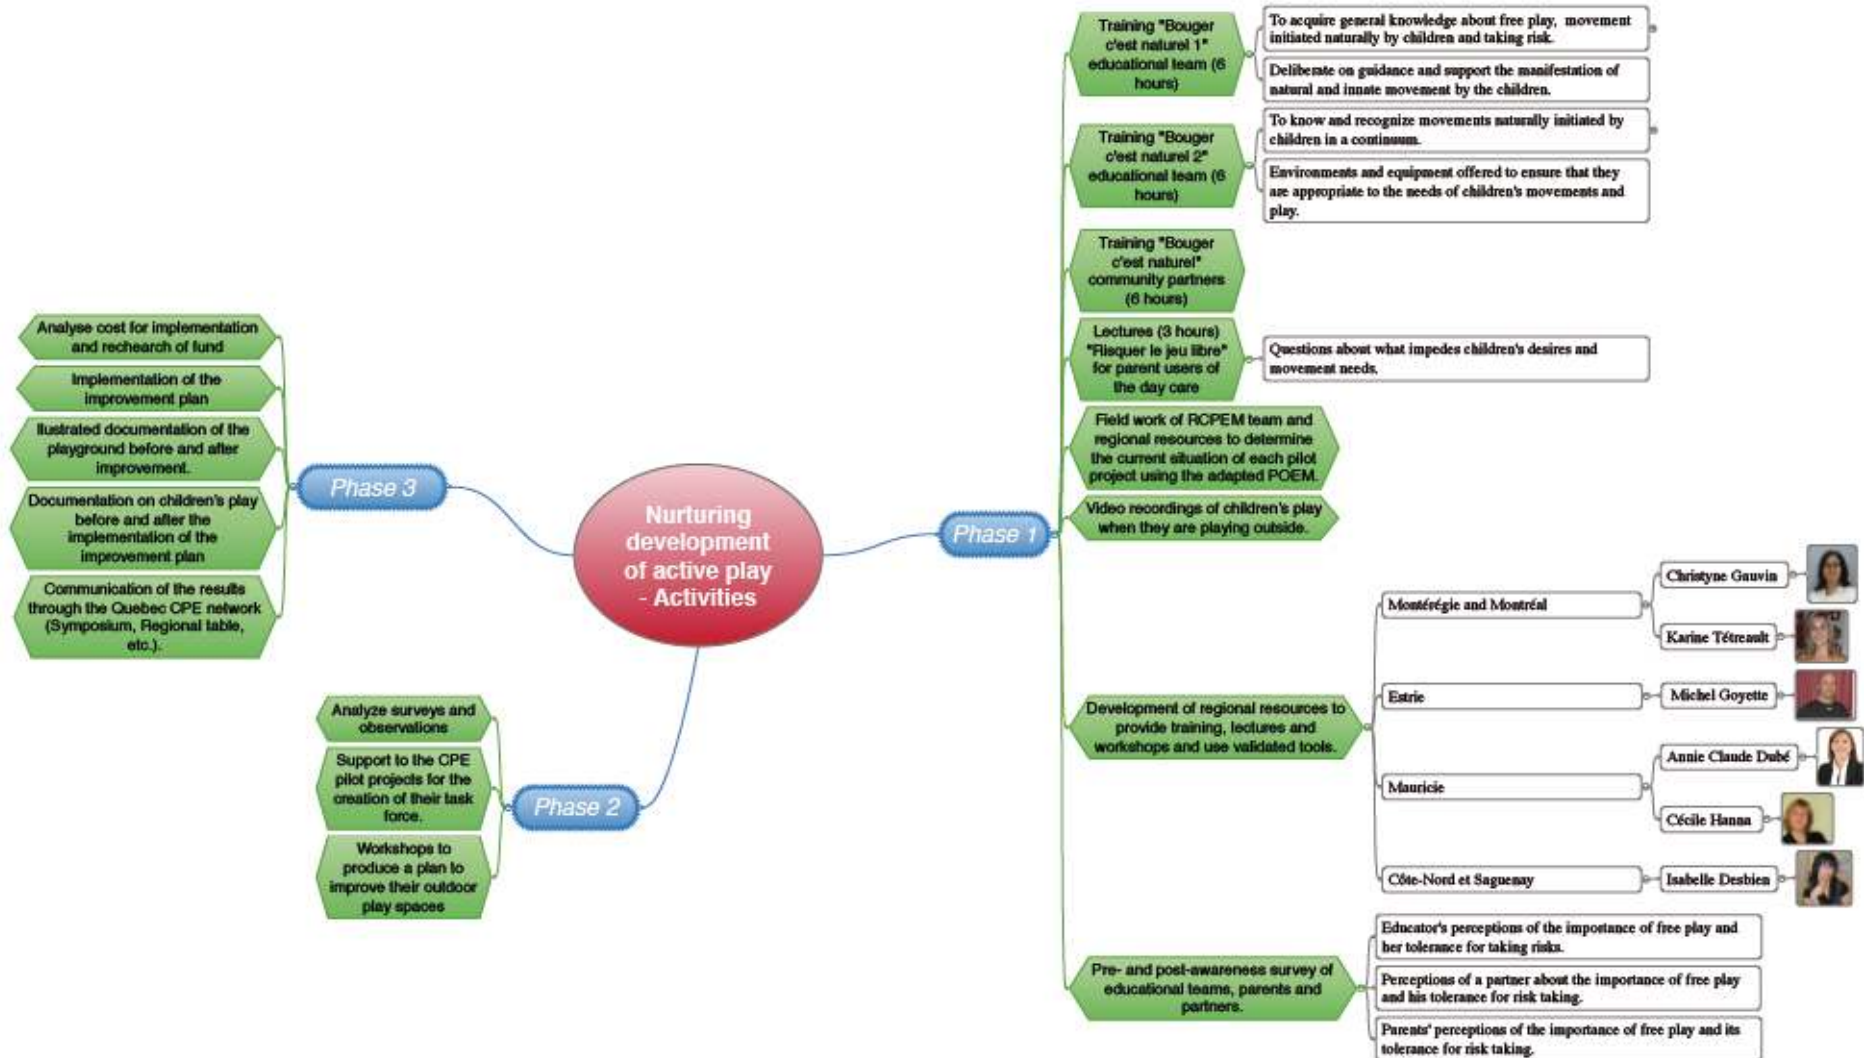 Nurturing
development
of active play
- Activities
Phase 1
Training "Bouger
c'est naturel 1"
educational team (6
hours)
To acquire general knowledge about free play, movement
initiated naturally by children and taking risk.
Deliberate on guidance and support the manifestation of
natural and innate movement by the children.
Training "Bouger
c'est naturel 2"
educational team (6
hours)
To know and recognize movements naturally initiated by
children in a continuum.
Environments and equipment offered to ensure that they
are appropriate to the needs of children's movements and
play.
Training "Bouger
c'est naturel"
community partners
(6 hours)
Lectures (3 hours)
"Risquer le jeu libre"
for parent users of
the day care
Questions about what impedes children's desires and
movement needs.
Field work of RCPEM team and
regional resources to determine
the current situation of each pilot
project using the adapted POEM.
Video recordings of children's play
when they are playing outside.
Development of regional resources to
provide training, lectures and
workshops and use validated tools.
Montérégie and Montréal
Christyne Gauvin
Karine Tétreault
Estrie
Michel Goyette
Mauricie
Annie Claude Dubé
Cécile Hanna
Côte-Nord et Saguenay
Isabelle Desbien
Pre- and post-awareness survey of
educational teams, parents and
partners.
Educator's perceptions of the importance of free play and
her tolerance for taking risks.
Perceptions of a partner about the importance of free play
and his tolerance for risk taking.
Parents' perceptions of the importance of free play and its
tolerance for risk taking.
Phase 2
Analyze surveys and
observations
Support to the CPE
pilot projects for the
creation of their task
force.
Workshops to
produce a plan to
improve their outdoor
play spaces
Phase 3
Analyse cost for implementation
and rechearch of fund
Implementation of the
improvement plan
Ilustrated documentation of the
playground before and after
improvement.
Documentation on children's play
before and after the
implementation of the
improvement plan
Communication of the results
through the Quebec CPE network
(Symposium, Regional table,
etc.).